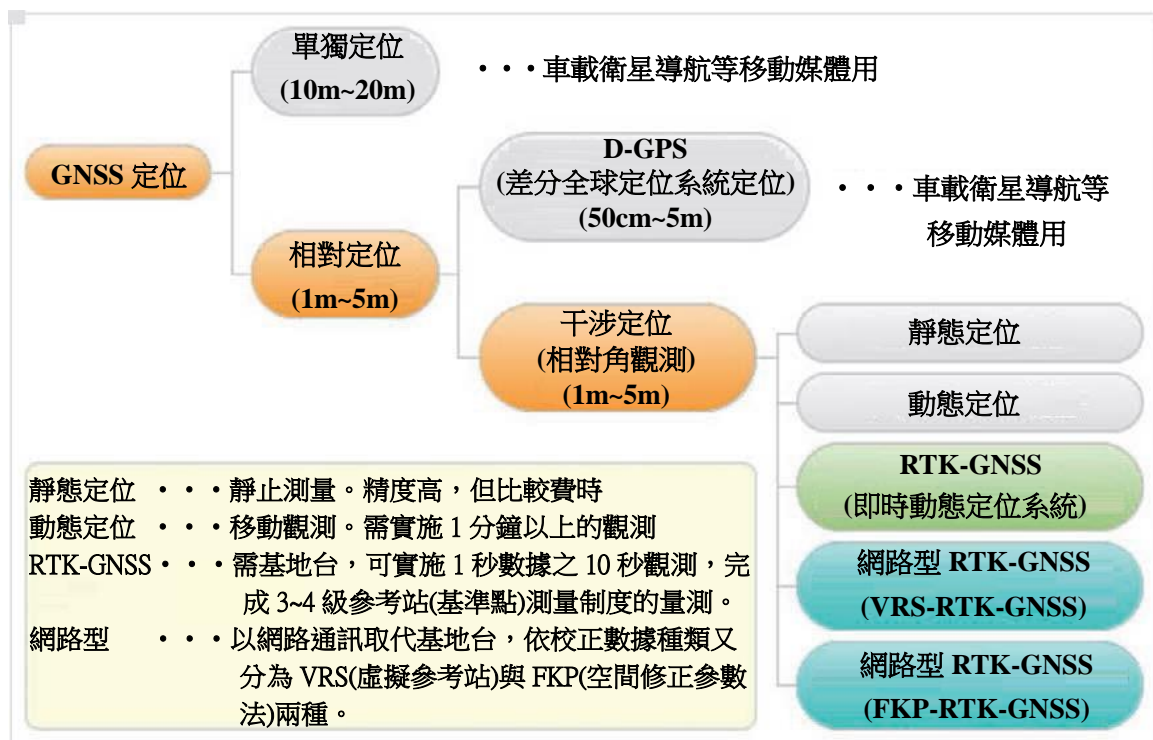 單獨定位
(10m~20m)
・・・車載衛星導航等移動媒體用
GNSS 定位
D-GPS
(差分全球定位系統定位)
(50cm~5m)
・・・車載衛星導航等
移動媒體用
相對定位
(1m~5m)
干涉定位
(相對角觀測)
(1m~5m)
靜態定位
動態定位
RTK-GNSS
(即時動態定位系統)
網路型 RTK-GNSS
(VRS-RTK-GNSS)
網路型 RTK-GNSS
(FKP-RTK-GNSS)
靜態定位 ・・・靜止測量。精度高，但比較費時
動態定位 ・・・移動觀測。需實施 1 分鐘以上的觀測
RTK-GNSS・・・需基地台，可實施 1 秒數據之 10 秒觀測，完
成 3~4 級參考站(基準點)測量制度的量測。
網路型 ・・・以網路通訊取代基地台，依校正數據種類又
分為 VRS(虛擬參考站)與 FKP(空間修正參數
法)兩種。